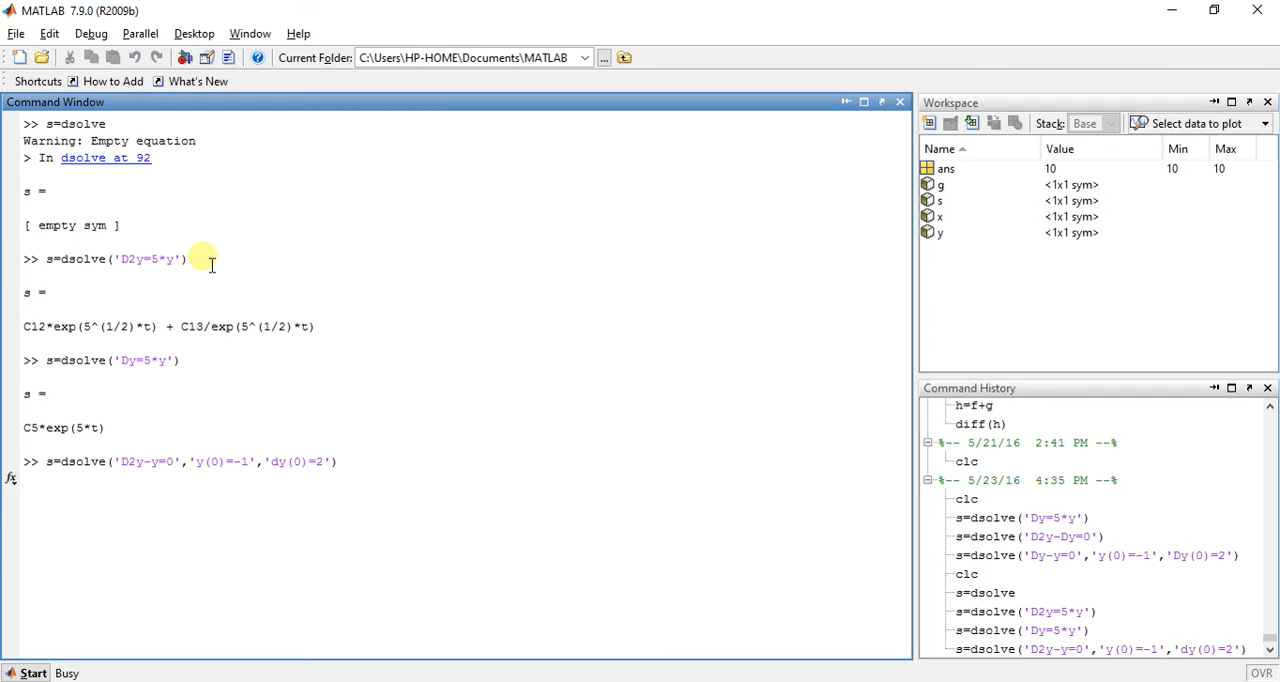 MATLAB 7.9.0 (R2009b)
File Edit Debug Parallel Desktop Window Help
Current Folder: C:\Users\HP-HOME\Documents\MATLAB ...
Shortcuts How to Add What's New
Command Window
>> s=dsolve
Warning: Empty equation
> In dsolve at 92
s =
[ empty sym ]
>> s=dsolve('D2y=5*y')
s =
C12*exp(5^(1/2)*t) + C13/exp(5^(1/2)*t)
>> s=dsolve('Dy=5*y')
s =
C5*exp(5*t)
>> s=dsolve('D2y-y=0','y(0)=-1','dy(0)=2')
fx
Workspace
Stack: Base Select data to plot
Name Value Min Max
ans 10 10 10
g <1x1 sym>
s <1x1 sym>
x <1x1 sym>
y <1x1 sym>
Command History
h=f+g
diff(h)
%-- 5/21/16 2:41 PM --%
clc
%-- 5/23/16 4:35 PM --%
clc
s=dsolve('Dy=5*y')
s=dsolve('D2y-Dy=0')
s=dsolve('Dy-y=0','y(0)=-1','Dy(0)=2')
clc
s=dsolve
s=dsolve('D2y=5*y')
s=dsolve('Dy=5*y')
s=dsolve('D2y-y=0','y(0)=-1','dy(0)=2')
Start Busy
OVR